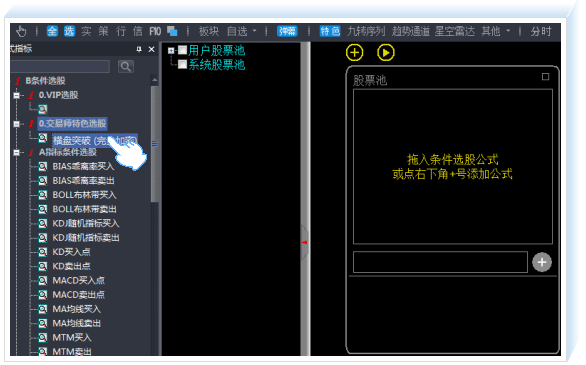 全 选 实 策 行 信 F10 板块 自选 弹幕 特色 九转序列 趋势通道 星空雷达 其他 分时
式指标
B条件选股
0.VIP选股
0.交易师特色选股
横盘突破 (完全加密)
A指标条件选股
BIAS乖离率买入
BIAS乖离率卖出
BOLL布林带买入
BOLL布林带卖出
KDJ随机指标买入
KDJ随机指标卖出
KD买入点
KD卖出点
MACD买入点
MACD卖出点
MA均线买入
MA均线卖出
MTM买入
MTM卖出
用户股票池
系统股票池
股票池
拖入条件选股公式
或点右下角+号添加公式